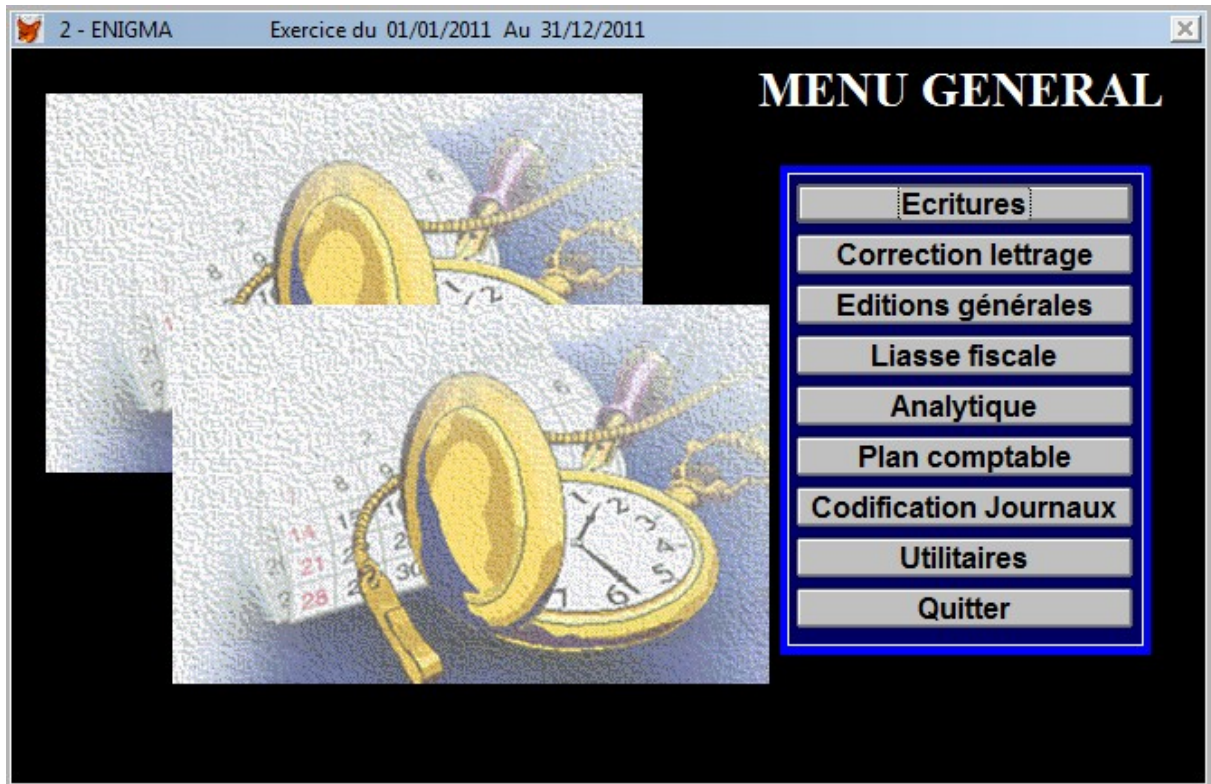 2 - ENIGMA Exercice du 01/01/2011 Au 31/12/2011
MENU GENERAL
Ecritures
Correction lettrage
Editions générales
Liasse fiscale
Analytique
Plan comptable
Codification Journaux
Utilitaires
Quitter